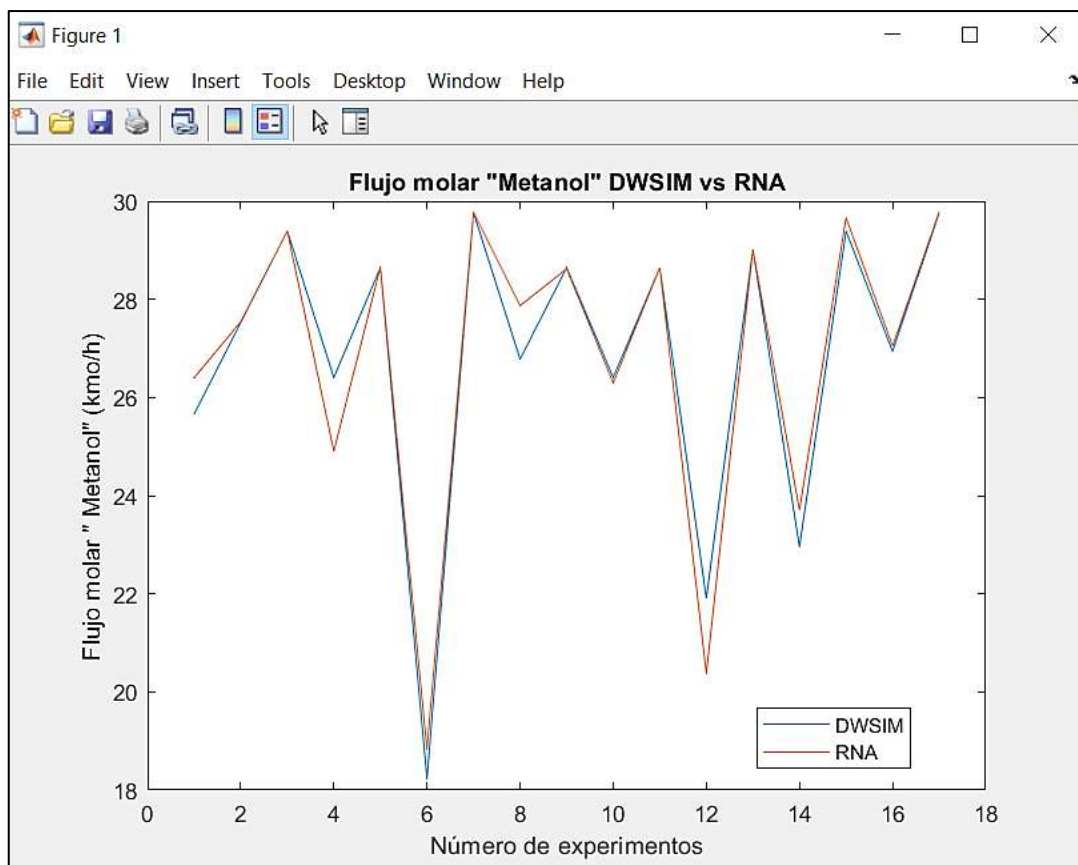 Figure 1
File Edit View Insert Tools Desktop Window Help
Flujo molar "Metanol" DWSIM vs RNA
30
28
26
24
22
20
18
Flujo molar " Metanol" (kmo/h)
0 2 4 6 8 10 12 14 16 18
Número de experimentos
DWSIM
RNA